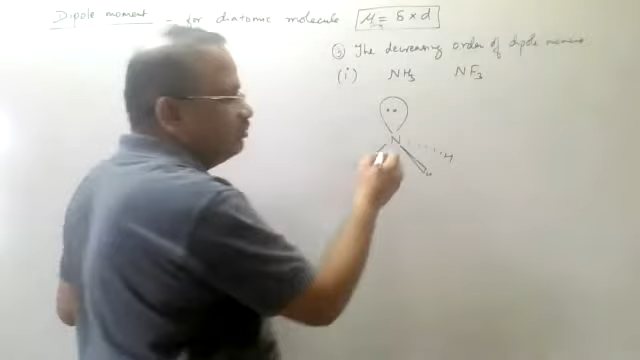 Dipole moment - for diatomic molecule μ = δ × d
③ The decreasing order of dipole moment
(i) NH₃ NF₃
N
H
H